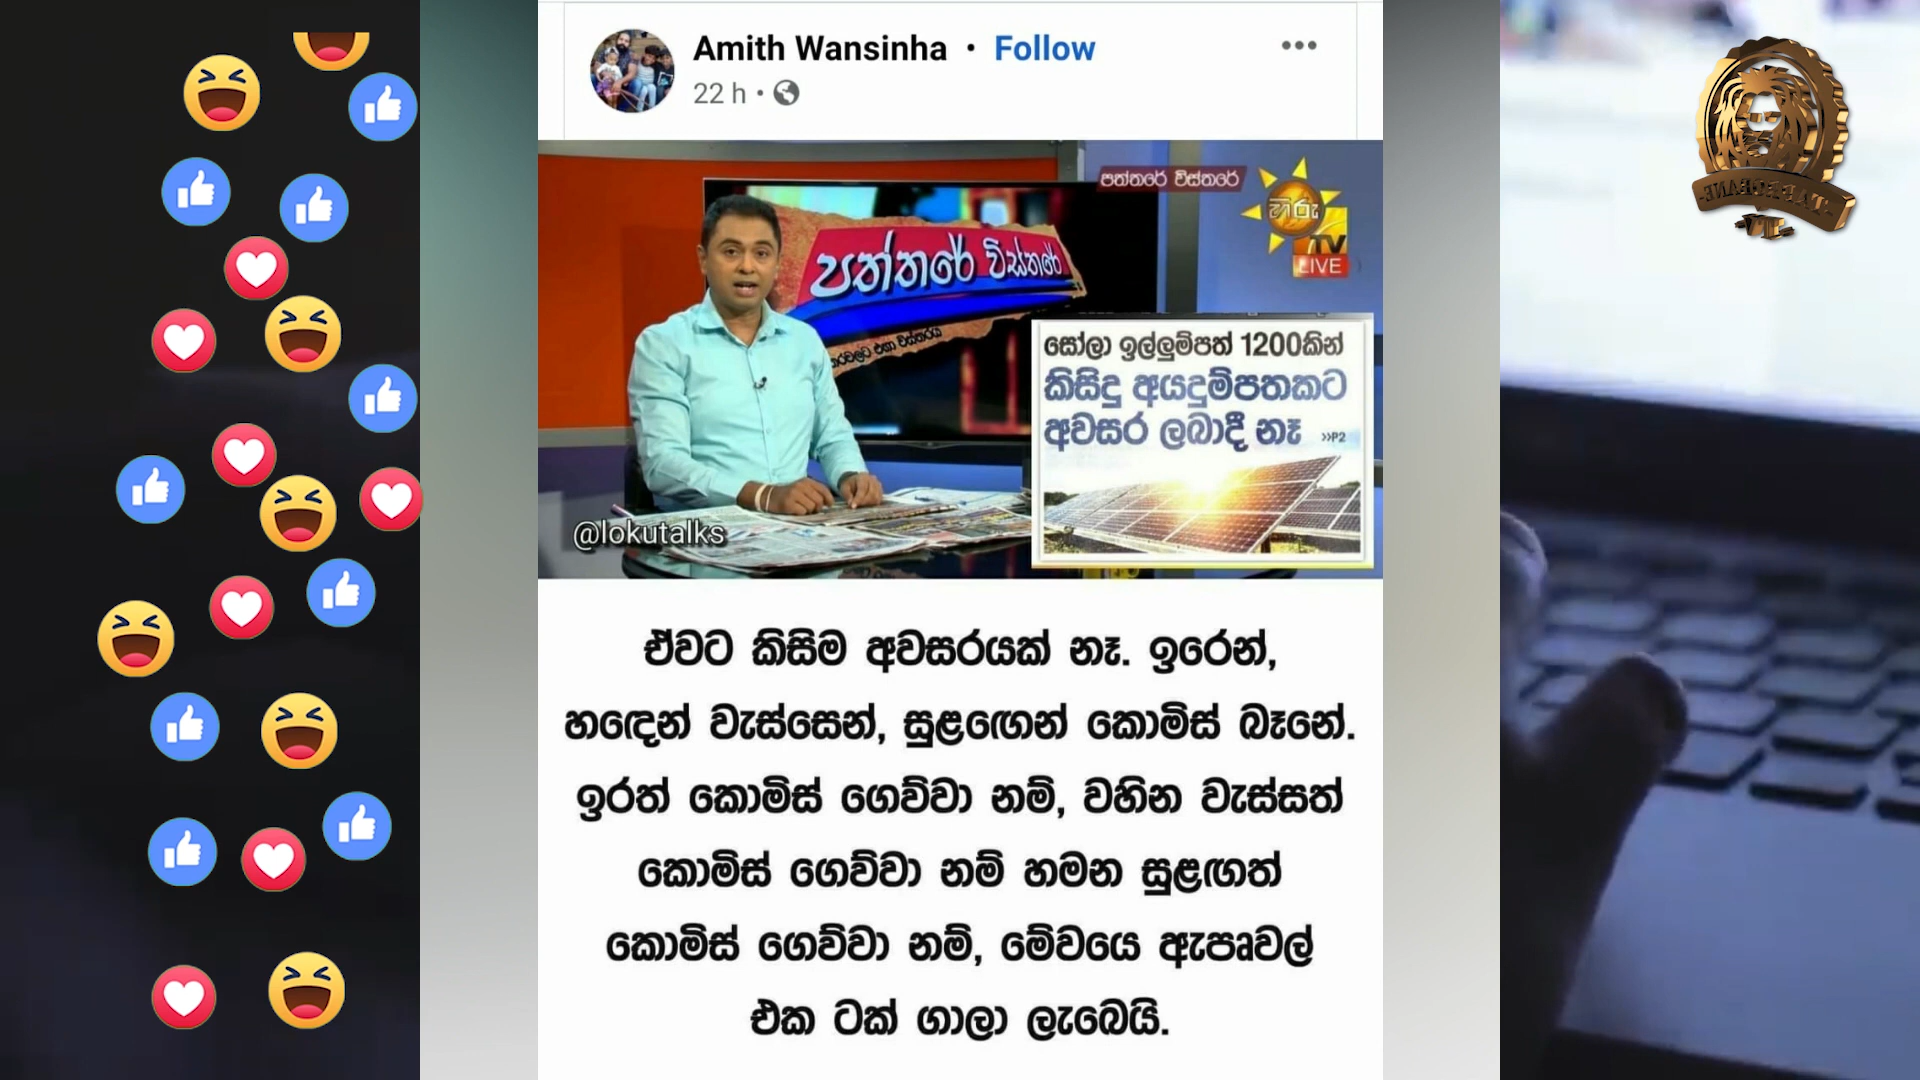 Amith Wansinha • Follow
22 h •
පත්තරේ විස්තරේ
හිරු
TV
LIVE
පත්තරේ විස්තරේ
එහා විස්තරය
සෝලා ඉල්ලුම්පත් 1200කින්
කිසිදු අයදුම්පතකට
අවසර ලබාදී නෑ »P2
@lokutalks
ඒවට කිසිම අවසරයක් නෑ. ඉරෙන්,
හඳෙන් වැස්සෙන්, සුළඟෙන් කොමිස් බෑනේ.
ඉරත් කොමිස් ගෙව්වා නම්, වහින වැස්සත්
කොමිස් ගෙව්වා නම් හමන සුළඟත්
කොමිස් ගෙව්වා නම්, මේවයෙ ඇපෘවල්
එක ටක් ගාලා ලැබෙයි.